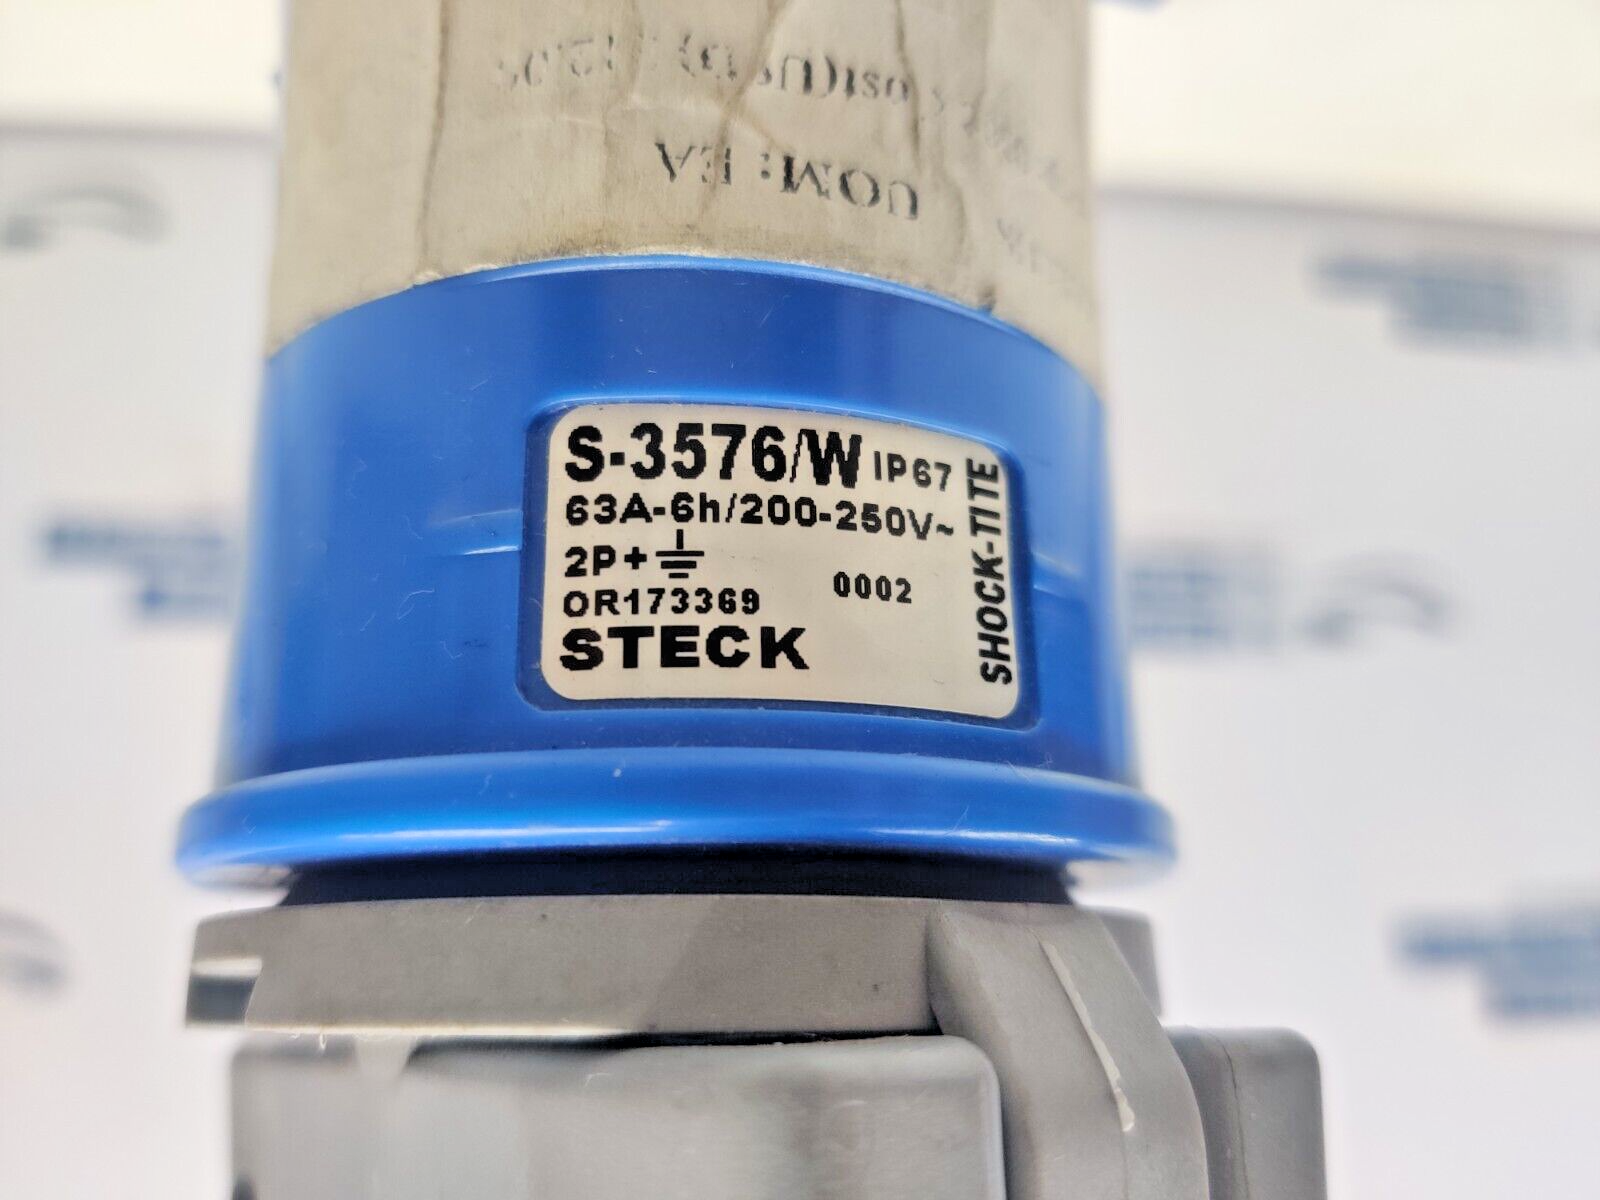 UOM: EA
S-3576/W IP67
63A-6h/200-250V~
2P+⏚
OR173369 0002
STECK
SHOCK-TITE